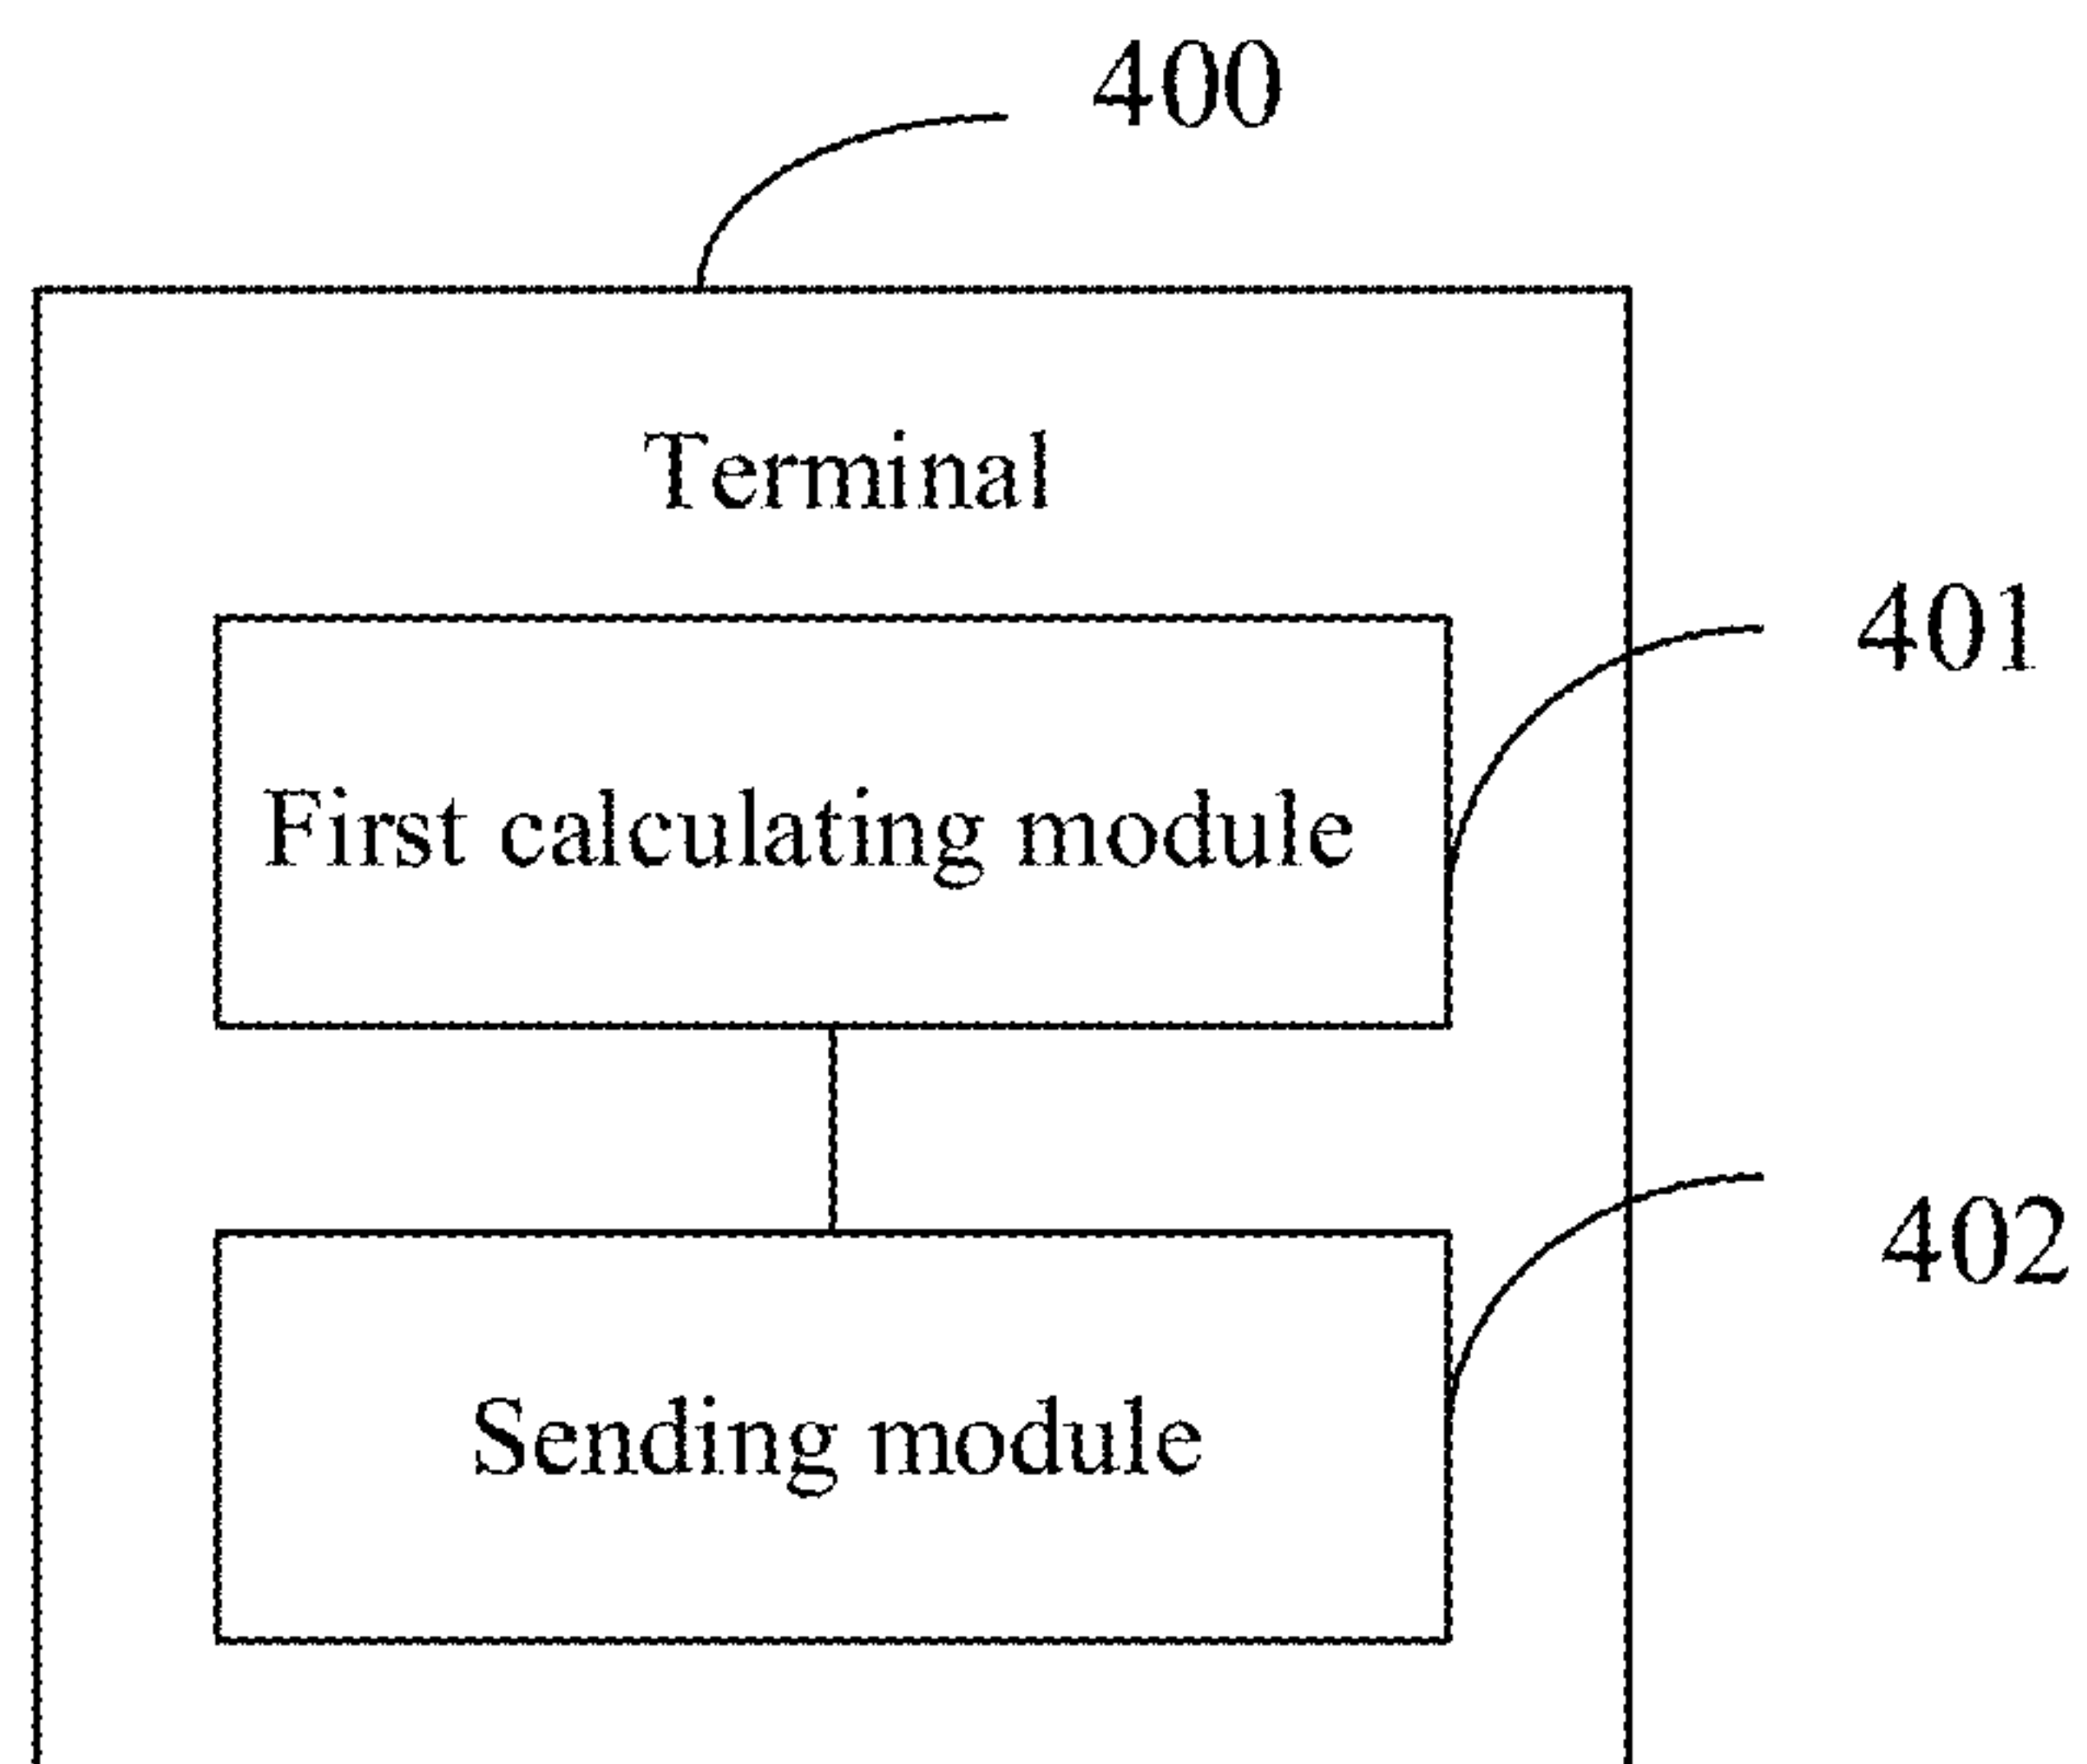 400
Terminal
401
First calculating module
402
Sending module